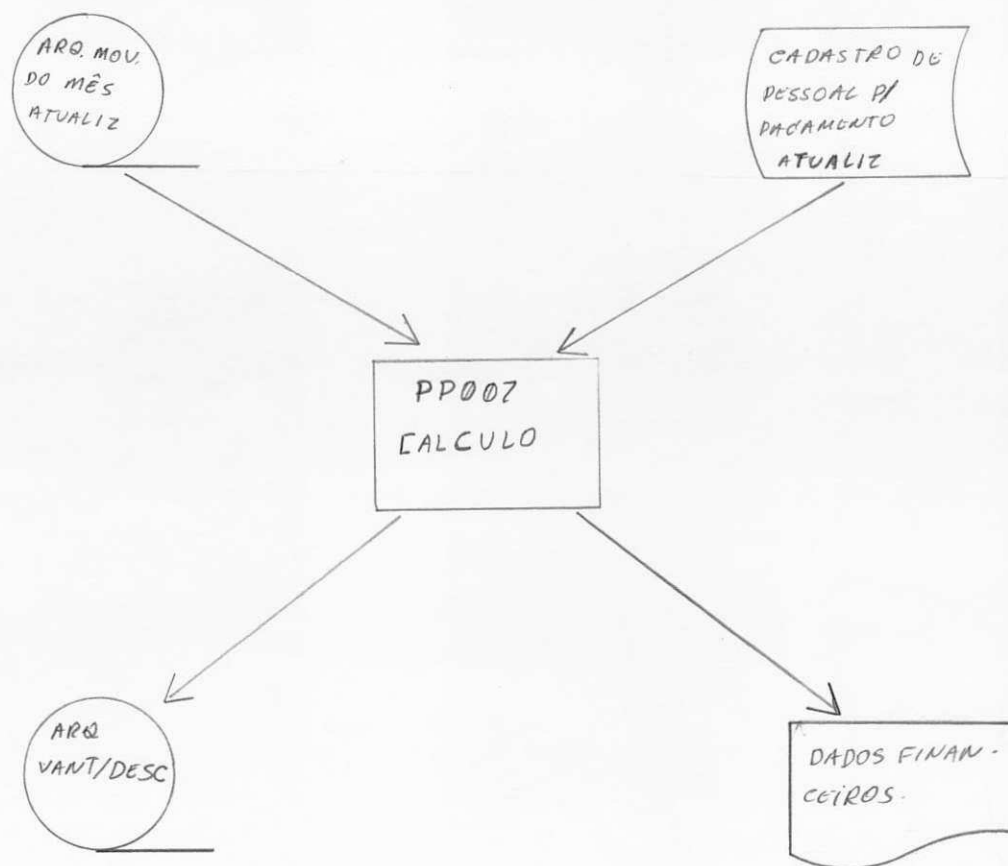 ARQ. MOV.
DO MÊS
ATUALIZ
CADASTRO DE
PESSOAL P/
PAGAMENTO
ATUALIZ
PP007
CALCULO
ARQ
VANT/DESC
DADOS FINAN-
CEIROS.